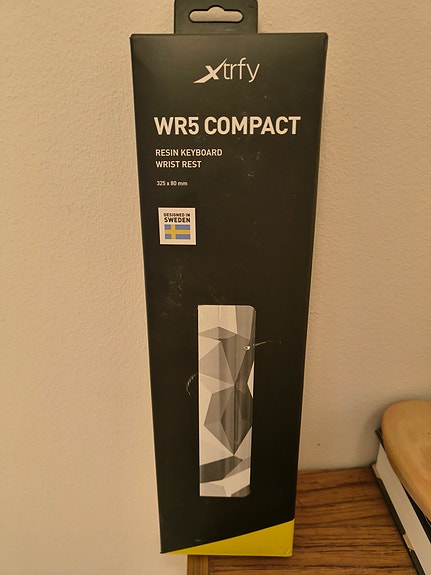 xtrfy
WR5 COMPACT
RESIN KEYBOARD
WRIST REST
325 x 80 mm
DESIGNED IN
SWEDEN